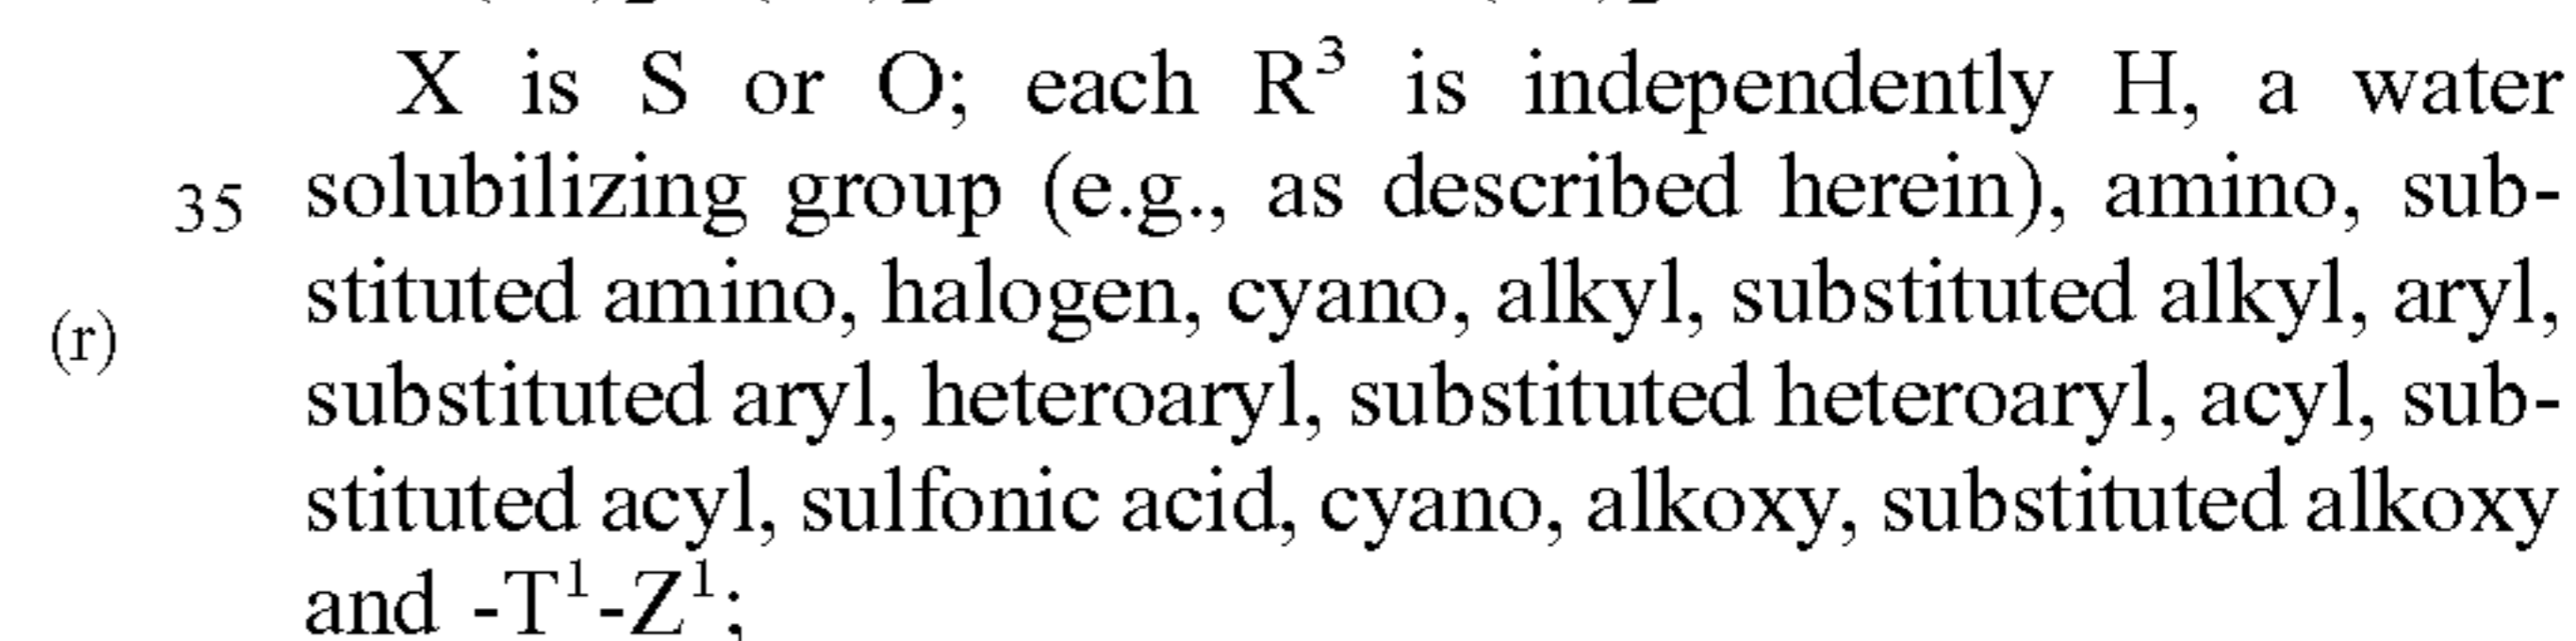 X is S or O; each R³ is independently H, a water
35 solubilizing group (e.g., as described herein), amino, sub-
stituted amino, halogen, cyano, alkyl, substituted alkyl, aryl,
(r)
substituted aryl, heteroaryl, substituted heteroaryl, acyl, sub-
stituted acyl, sulfonic acid, cyano, alkoxy, substituted alkoxy
and -T¹-Z¹;